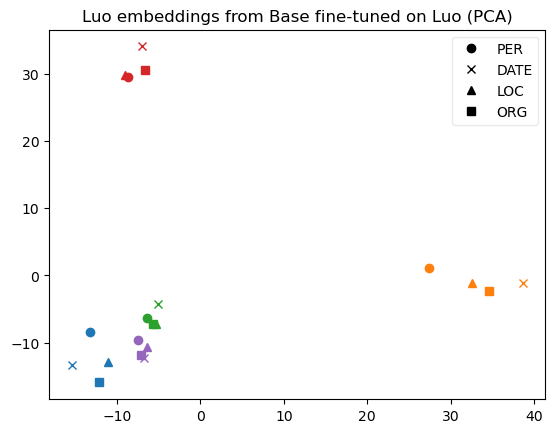 Luo embeddings from Base fine-tuned on Luo (PCA)
PER
DATE
LOC
ORG
30
20
10
0
−10
−10
0
10
20
30
40